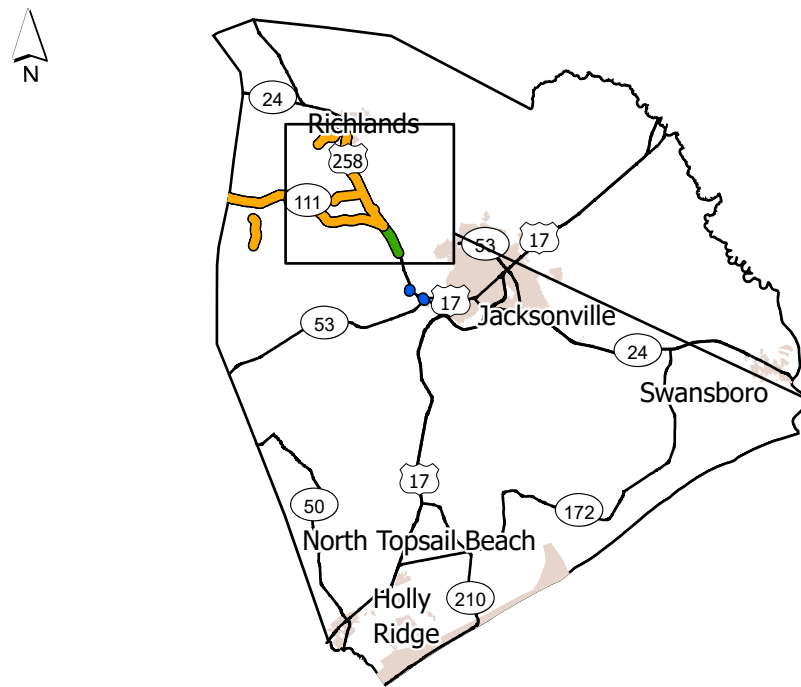 N
24
Richlands
258
111
53
17
17
53
Jacksonville
24
Swansboro
17
50
172
North Topsail Beach
Holly
Ridge
210